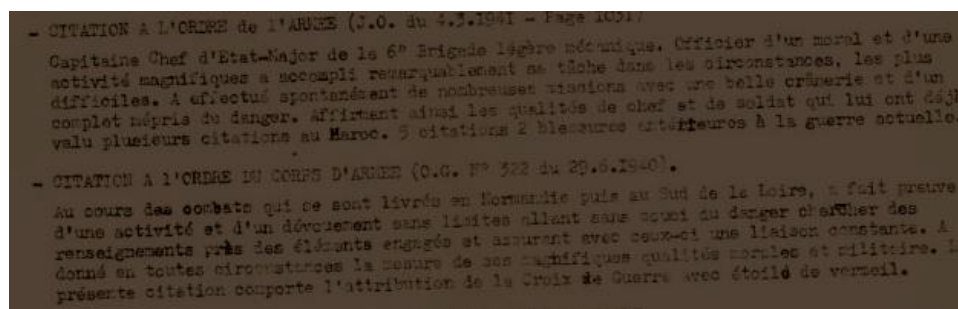 - CITATION A L'ORDRE de l'ARMEE (J.O. du 4.3.1941 - Page 1031)
Capitaine Chef d'Etat-Major de la 6° Brigade légère mécanique. Officier d'un moral et d'une
activité magnifiques a accompli remarquablement sa tâche dans les circonstances, les plus
difficiles. A effectué spontanément de nombreuses missions avec une belle crânerie et d'un
complet mépris du danger. Affirmant ainsi les qualités de chef et de soldat qui lui ont déjà
valu plusieurs citations au Maroc. 5 citations 2 blessures antérieures à la guerre actuelle.
- CITATION A l'ORDRE DU CORPS D'ARMEE (O.G. N° 322 du 29.6.1940).
Au cours des combats qui se sont livrés en Normandie puis au Sud de la Loire, a fait preuve
d'une activité et d'un dévouement sans limites allant sans souci du danger chercher des
renseignements près des éléments engagés et assurant avec ceux-ci une liaison constante. A
donné en toutes circonstances la mesure de ses magnifiques qualités morales et militaire.
présente citation comporte l'attribution de la Croix de Guerre avec étoile de vermeil.